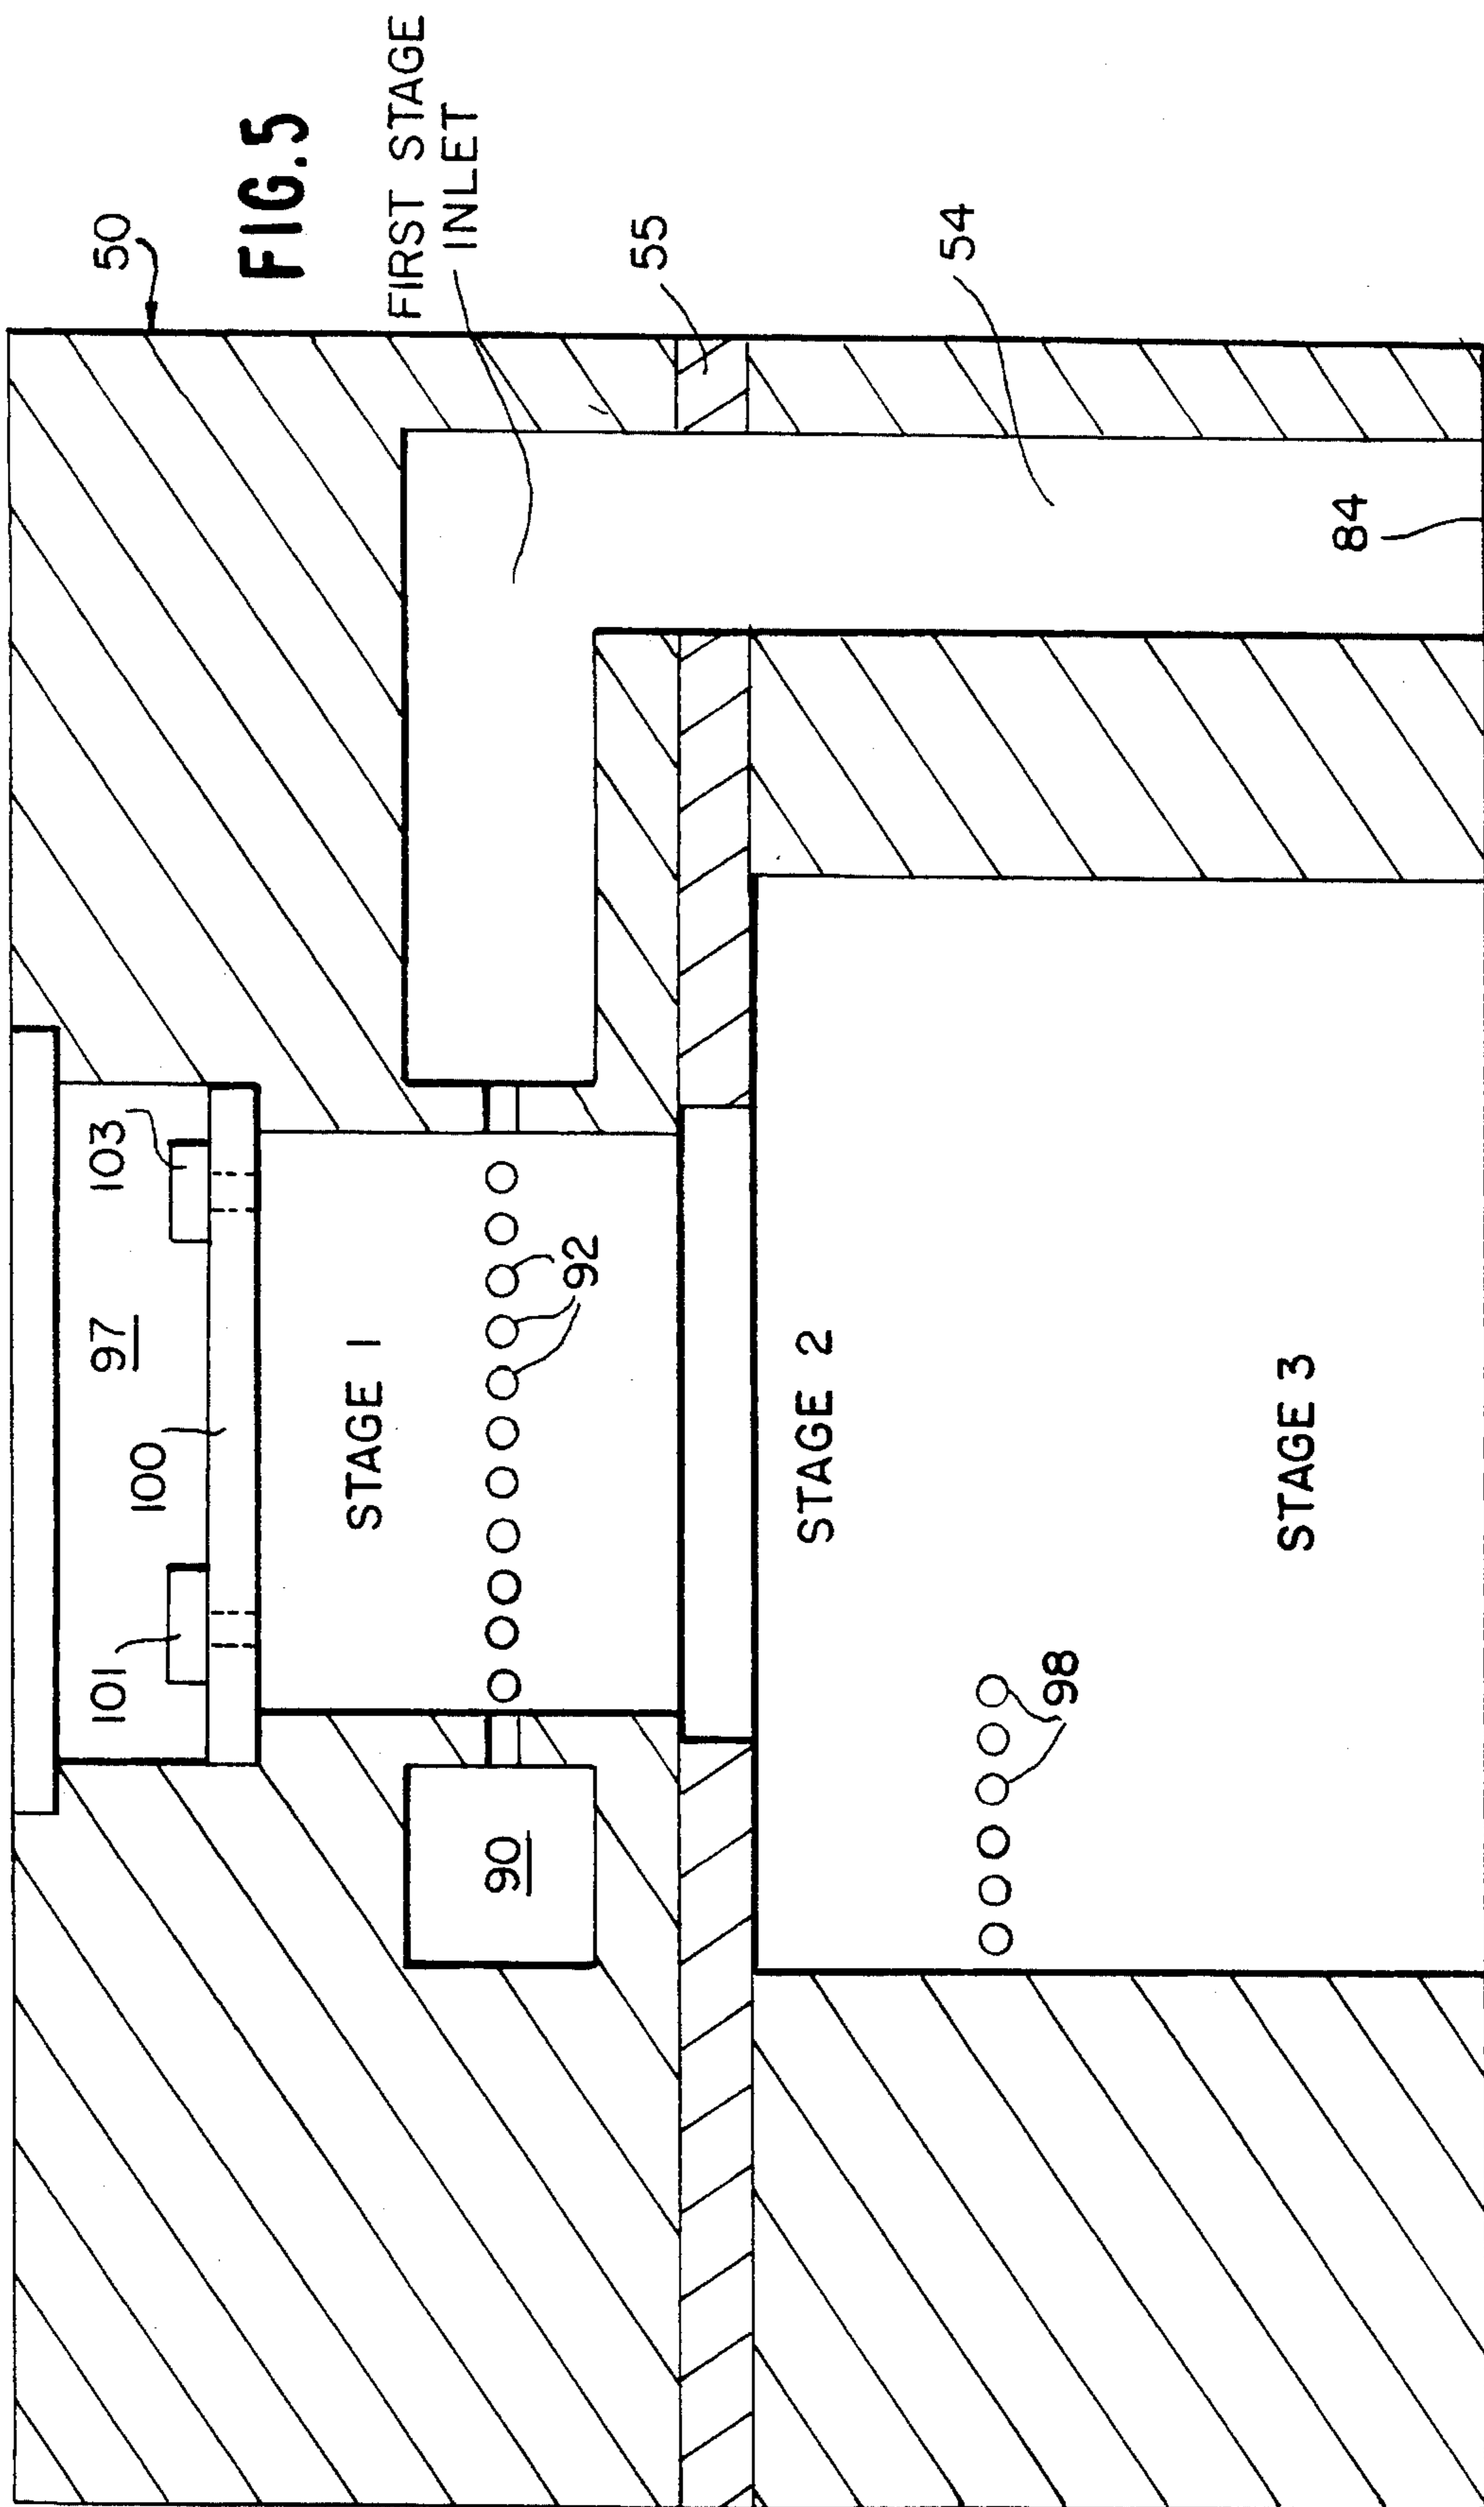 FIG.5
50
FIRST STAGE
INLET
55
54
84
103
97
100
101
STAGE 1
92
90
STAGE 2
98
STAGE 3